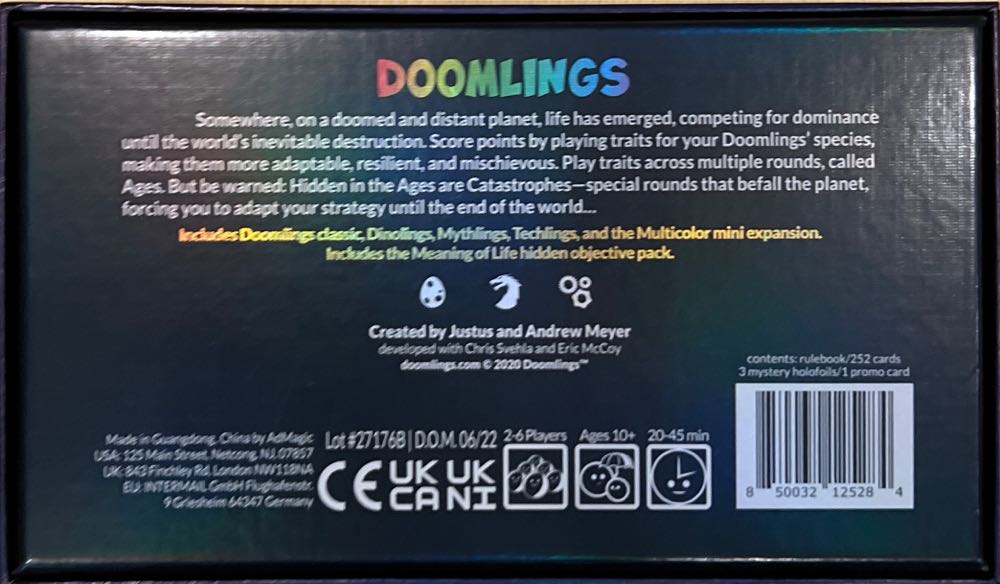 DOOMLINGS
Somewhere, on a doomed and distant planet, life has emerged, competing for dominance
until the world's inevitable destruction. Score points by playing traits for your Doomlings' species,
making them more adaptable, resilient, and mischievous. Play traits across multiple rounds, called
Ages. But be warned: Hidden in the Ages are Catastrophes—special rounds that befall the planet,
forcing you to adapt your strategy until the end of the world...
Includes Doomlings classic, Dinolings, Mythlings, Techlings, and the Multicolor mini expansion.
Includes the Meaning of Life hidden objective pack.
Created by Justus and Andrew Meyer
developed with Chris Svehla and Eric McCoy
doomlings.com © 2020 Doomlings™
contents: rulebook/252 cards
3 mystery holofoils/1 promo card
Made in Guangdong, China by AdMagic
USA: 125 Main Street, Netcong, NJ, 07857
UK: 843 Finchley Rd, London NW118NA
EU: INTERMAIL GmbH Flughafenstr.
9 Griesheim 64347 Germany
Lot #27176B | D.O.M. 06/22
CE UK CA UK NI
2-6 Players Ages 10+ 20-45 min
8 50032 12528 4